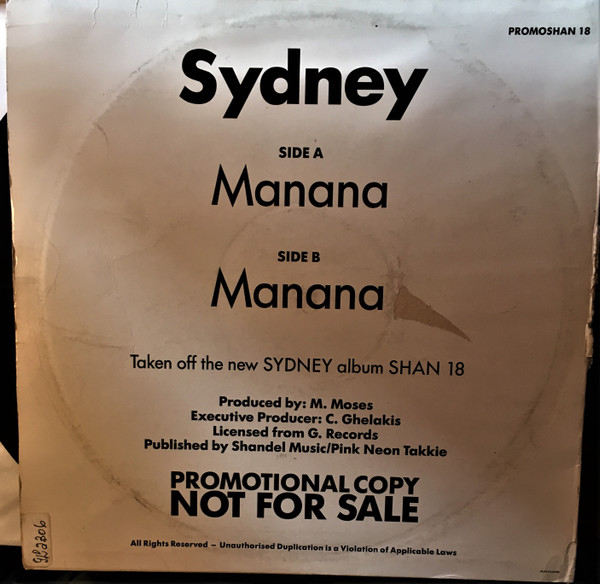 PROMOSHAN 18
Sydney
SIDE A
Manana
SIDE B
Manana
Taken off the new SYDNEY album SHAN 18
Produced by: M. Moses
Executive Producer: C. Ghelakis
Licensed from G. Records
Published by Shandel Music/Pink Neon Takkie
PROMOTIONAL COPY
NOT FOR SALE
All Rights Reserved – Unauthorised Duplication is a Violation of Applicable Laws